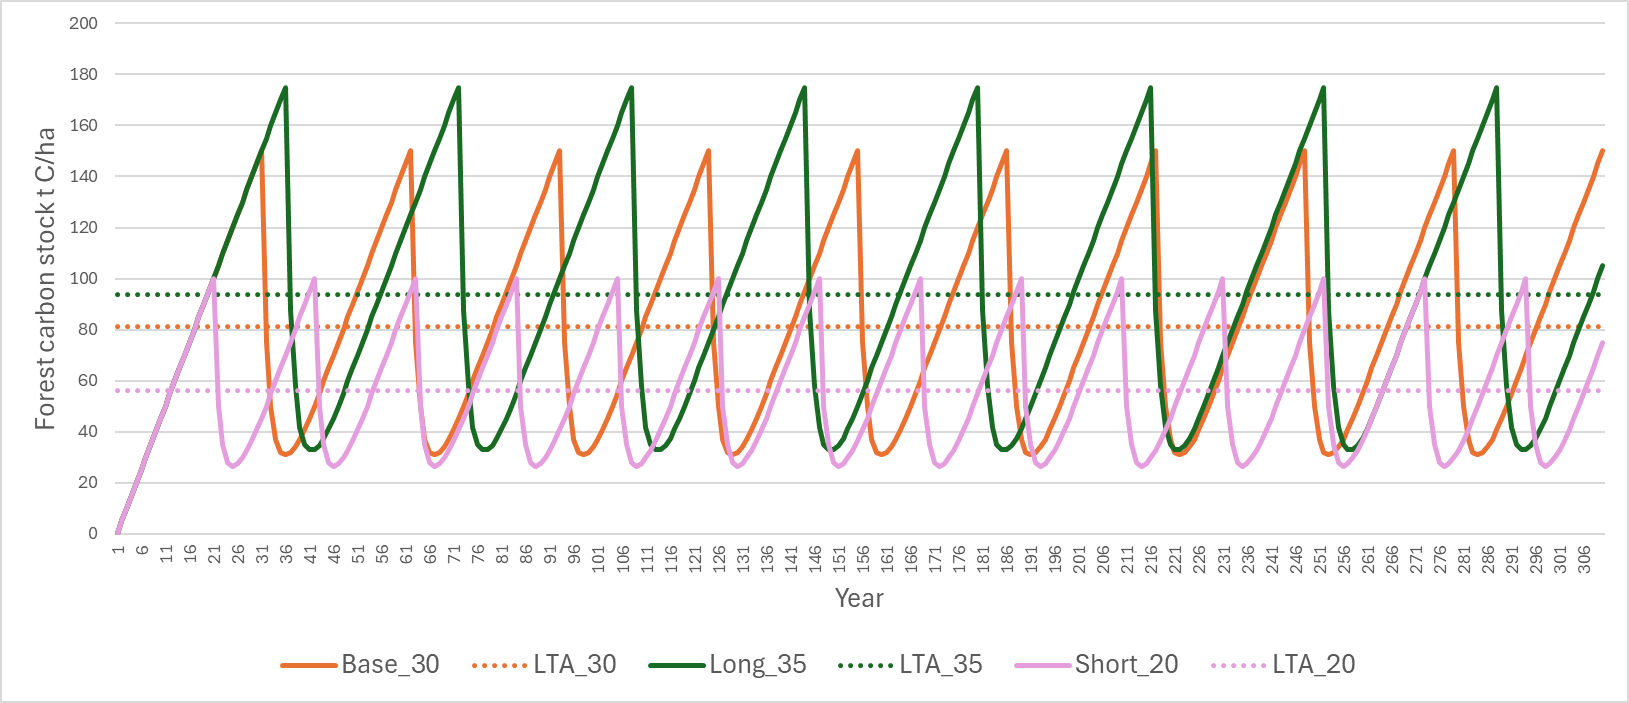 200
180
160
140
120
100
80
60
40
20
0
Forest carbon stock t C/ha
1 6 11 16 21 26 31 36 41 46 51 56 61 66 71 76 81 86 91 96 101 106 111 116 121 126 131 136 141 146 151 156 161 166 171 176 181 186 191 196 201 206 211 216 221 226 231 236 241 246 251 256 261 266 271 276 281 286 291 296 301 306
Year
Base_30 LTA_30 Long_35 LTA_35 Short_20 LTA_20